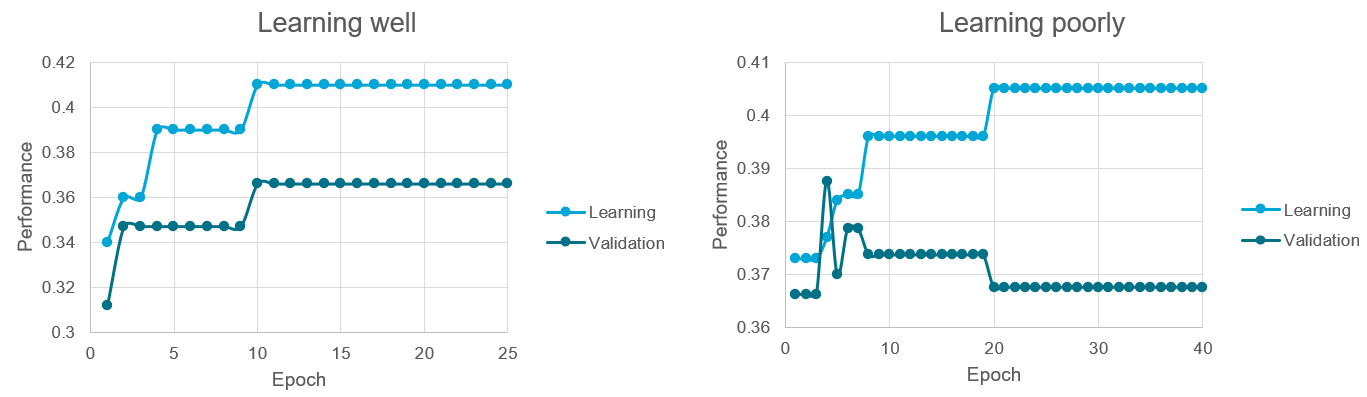 Learning well
0.42
0.4
0.38
0.36
0.34
0.32
0.3
Performance
0 5 10 15 20 25
Epoch
Learning
Validation
Learning poorly
0.41
0.4
0.39
0.38
0.37
0.36
Performance
0 10 20 30 40
Epoch
Learning
Validation